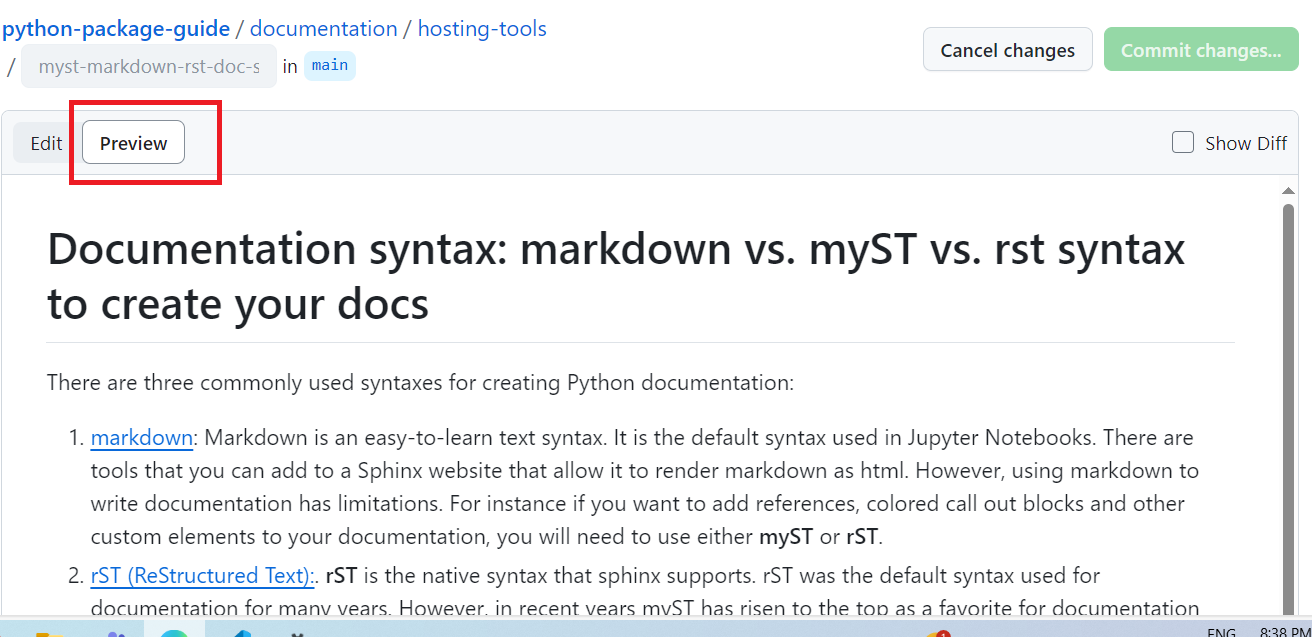 python-package-guide / documentation / hosting-tools
/ myst-markdown-rst-doc-s in main
Cancel changes
Commit changes...
Edit
Preview
Show Diff
Documentation syntax: markdown vs. myST vs. rst syntax
to create your docs
There are three commonly used syntaxes for creating Python documentation:
1. markdown: Markdown is an easy-to-learn text syntax. It is the default syntax used in Jupyter Notebooks. There are
tools that you can add to a Sphinx website that allow it to render markdown as html. However, using markdown to
write documentation has limitations. For instance if you want to add references, colored call out blocks and other
custom elements to your documentation, you will need to use either myST or rST.
2. rST (ReStructured Text):. rST is the native syntax that sphinx supports. rST was the default syntax used for
documentation for many years. However, in recent years myST has risen to the top as a favorite for documentation
1
ENG
8:38 PM